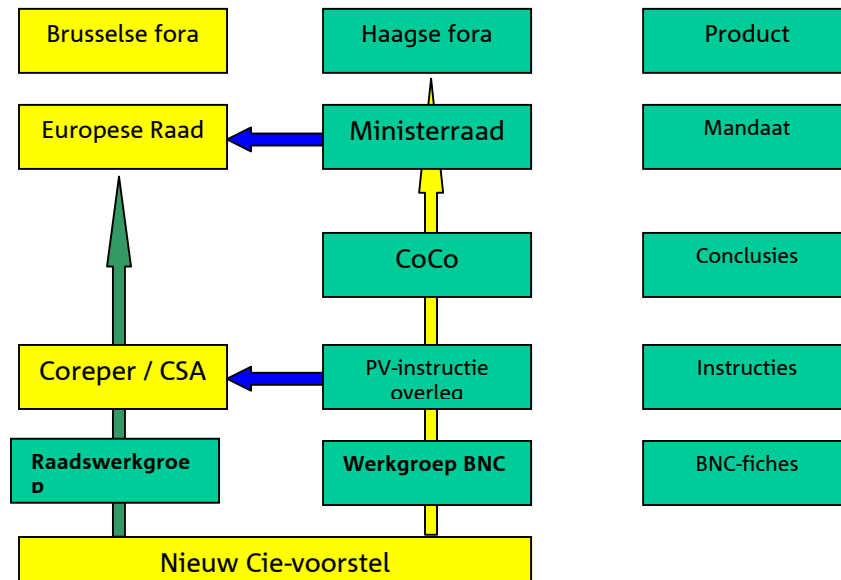 Brusselse fora
Haagse fora
Product
Europese Raad
Ministerraad
Mandaat
CoCo
Conclusies
Coreper / CSA
PV-instructie
overleg
Instructies
Raadswerkgroe
p
Werkgroep BNC
BNC-fiches
Nieuw Cie-voorstel